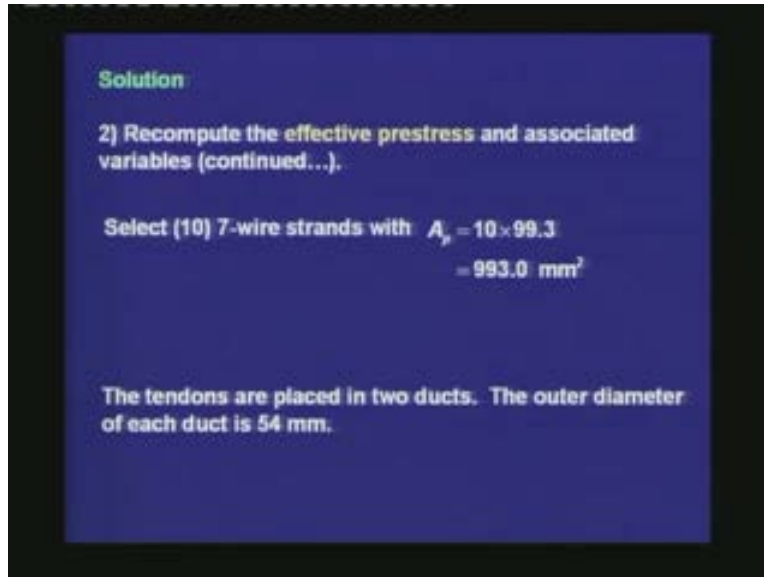 Solution
2) Recompute the effective prestress and associated
variables (continued...).
Select (10) 7-wire strands with Aₚ = 10×99.3
= 993.0 mm²
The tendons are placed in two ducts. The outer diameter
of each duct is 54 mm.